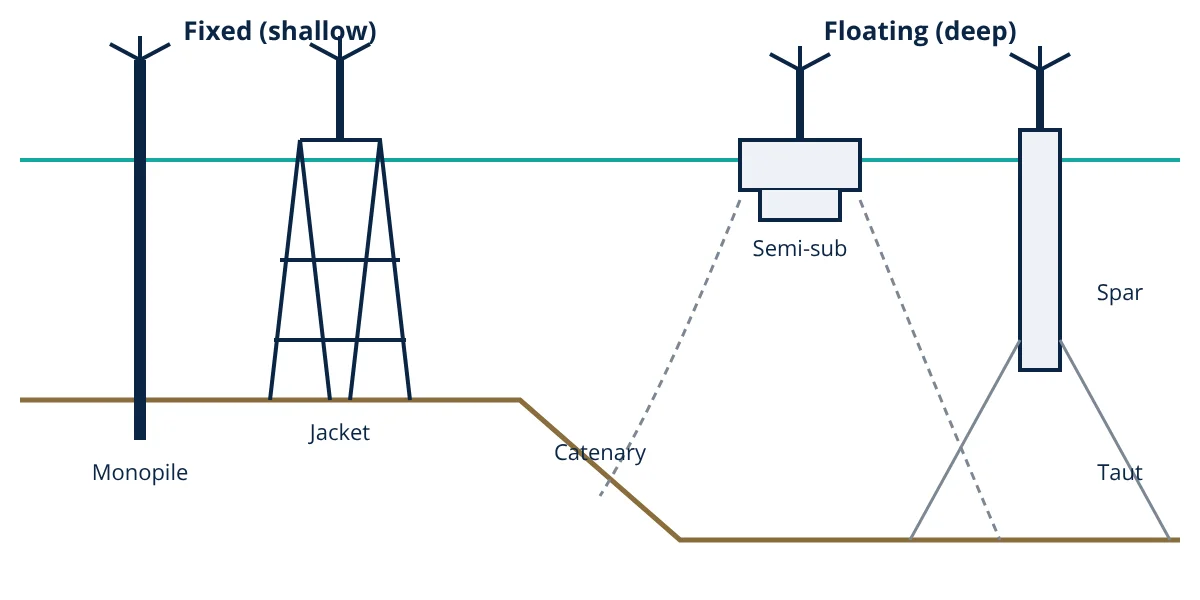 Fixed (shallow)
Floating (deep)
Semi-sub
Spar
Jacket
Catenary
Monopile
Taut